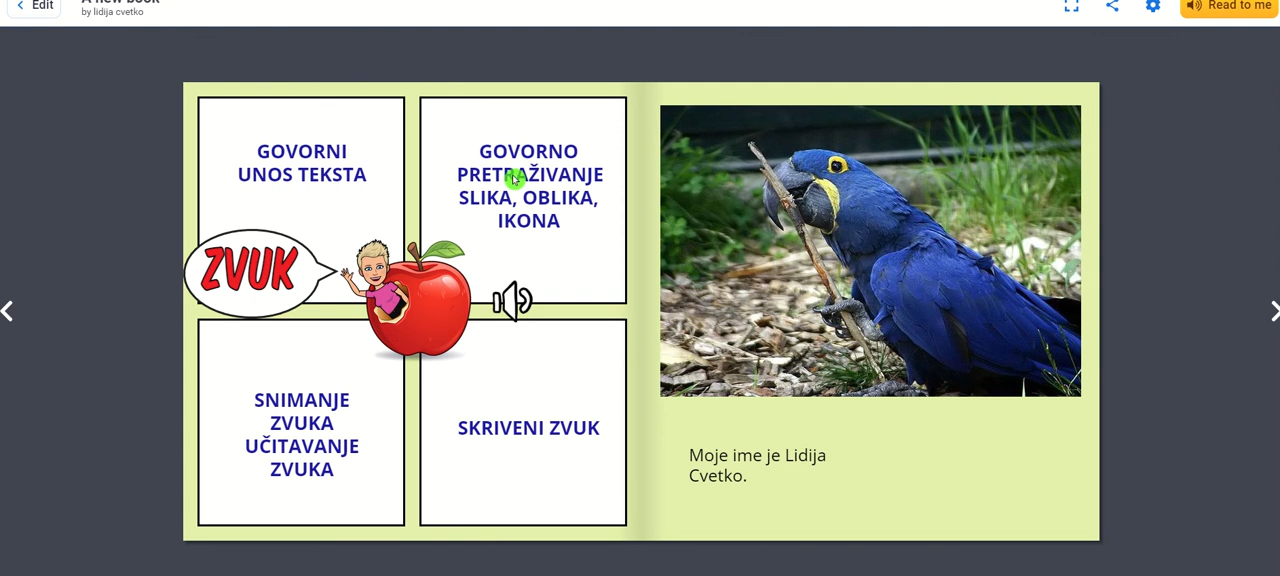 Edit
A new book
by lidija cvetko
Read to me
GOVORNI
UNOS TEKSTA
GOVORNO
PRETRAŽIVANJE
SLIKA, OBLIKA,
IKONA
ZVUK
SNIMANJE
ZVUKA
UČITAVANJE
ZVUKA
SKRIVENI ZVUK
Moje ime je Lidija
Cvetko.